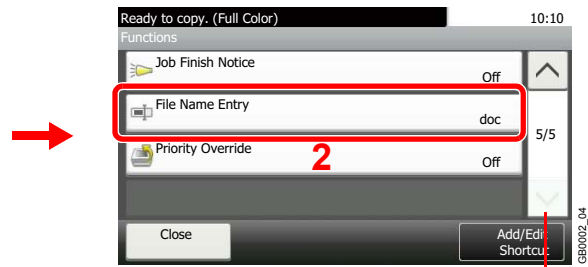 Ready to copy. (Full Color) 10:10
Functions
Job Finish Notice
Off
File Name Entry
doc
5/5
Priority Override
2
Off
Close
Add/Edit
Shortcut
GB0002_04